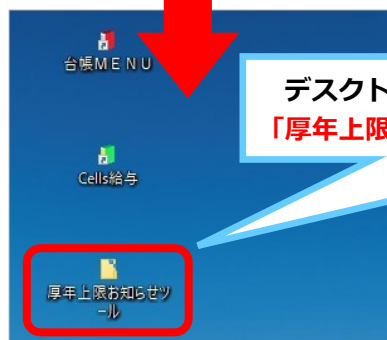 台帳ＭＥＮＵ
デスクト
「厚年上限
Cells給与
厚年上限お知らせツ
ール